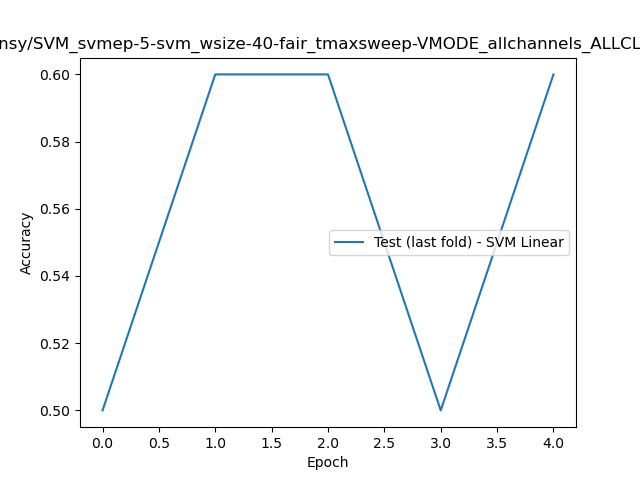 nsy/SVM_svmep-5-svm_wsize-40-fair_tmaxsweep-VMODE_allchannels_ALLCL
0.60
0.58
0.56
0.54
0.52
0.50
Accuracy
Test (last fold) - SVM Linear
0.0 0.5 1.0 1.5 2.0 2.5 3.0 3.5 4.0
Epoch